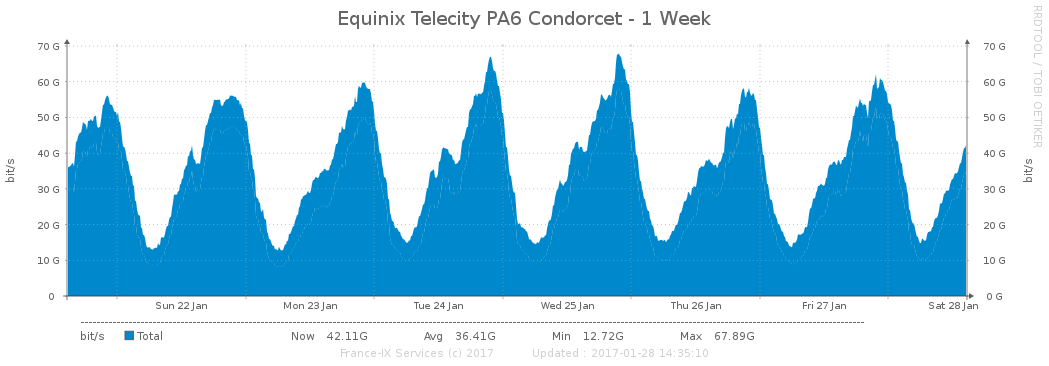 Equinix Telecity PA6 Condorcet - 1 Week
RRDTOOL / TOBI OETIKER
bit/s
70 G
60 G
50 G
40 G
30 G
20 G
10 G
0
70 G
60 G
50 G
40 G
30 G
20 G
10 G
0 G
bit/s
Sun 22 Jan Mon 23 Jan Tue 24 Jan Wed 25 Jan Thu 26 Jan Fri 27 Jan Sat 28 Jan
bit/s Total Now 42.11G Avg 36.41G Min 12.72G Max 67.89G
France-IX Services (c) 2017 Updated : 2017-01-28 14:35:10